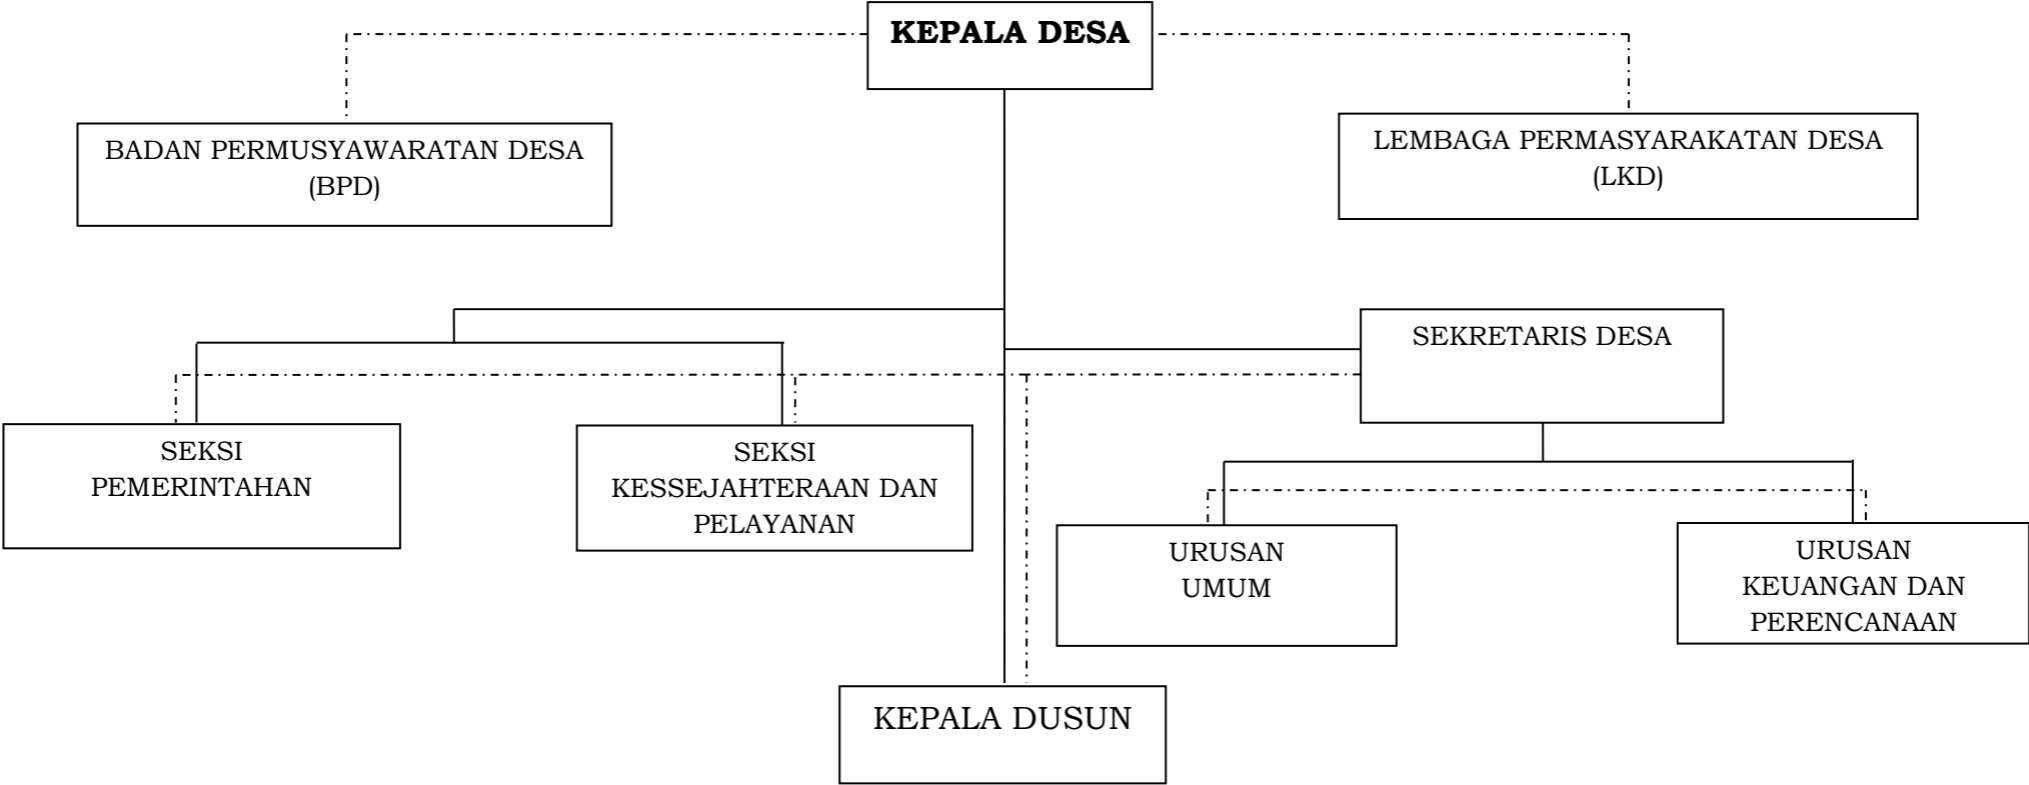 KEPALA DESA
BADAN PERMUSYAWARATAN DESA
(BPD)
LEMBAGA PERMASYARAKATAN DESA
(LKD)
SEKRETARIS DESA
SEKSI
PEMERINTAHAN
SEKSI
KESSEJAHTERAAN DAN
PELAYANAN
URUSAN
UMUM
URUSAN
KEUANGAN DAN
PERENCANAAN
KEPALA DUSUN